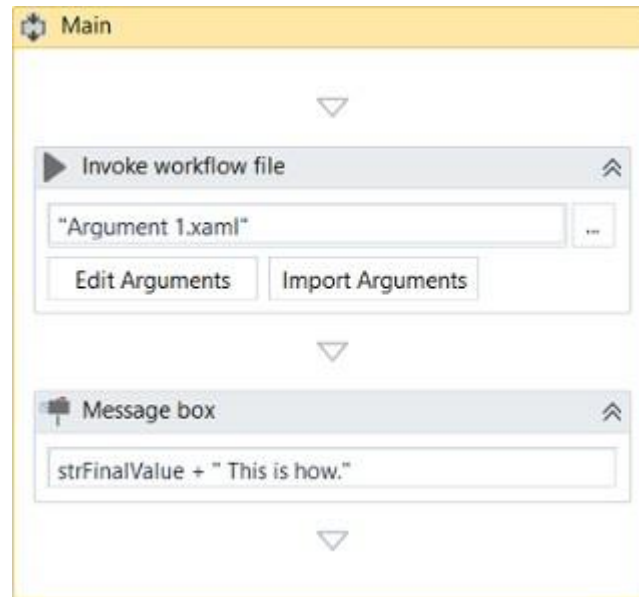 Main
Invoke workflow file
"Argument 1.xaml"
...
Edit Arguments
Import Arguments
Message box
strFinalValue + " This is how."